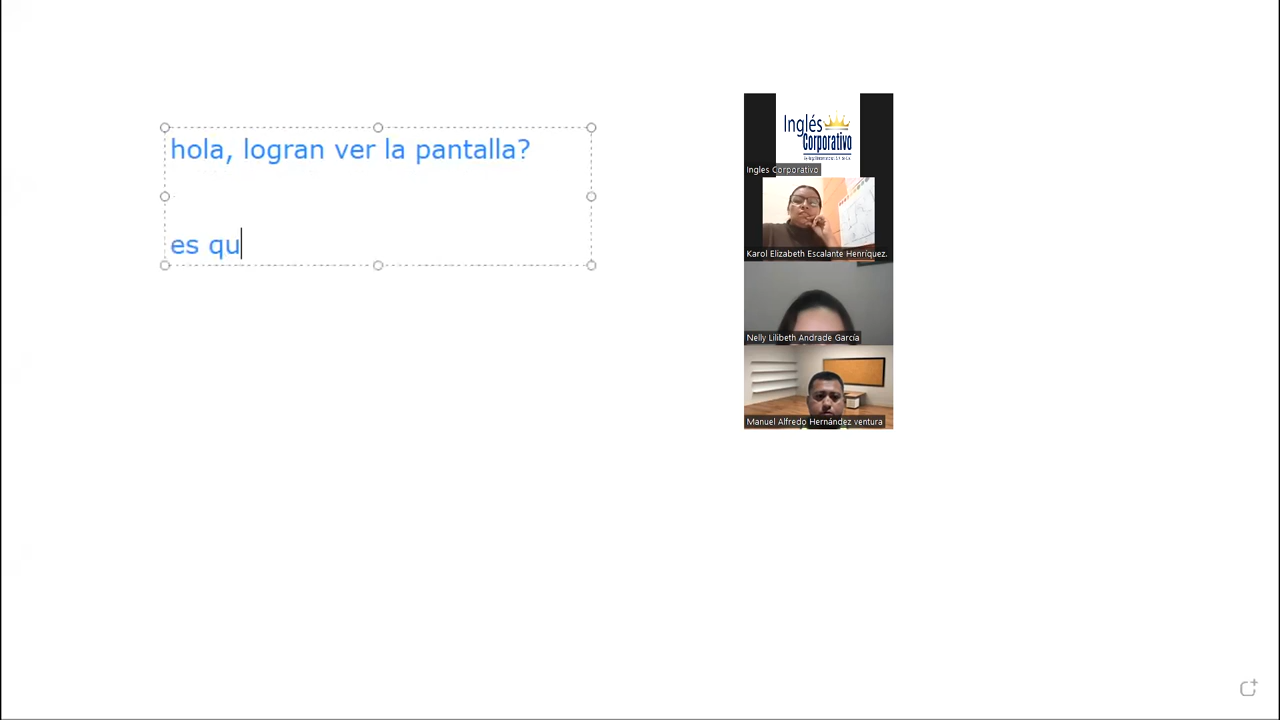 hola, logran ver la pantalla?
es qu
Inglés
Corporativo
Ingles Corporativo
Karol Elizabeth Escalante Henríquez.
Nelly Lilibeth Andrade García
Manuel Alfredo Hernández ventura